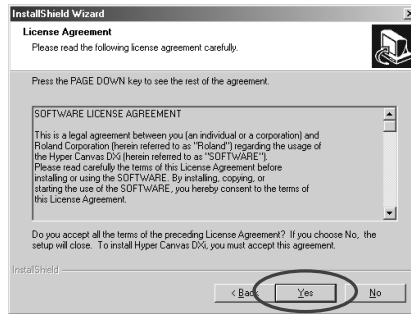 InstallShield Wizard
License Agreement
Please read the following license agreement carefully.
Press the PAGE DOWN key to see the rest of the agreement.
SOFTWARE LICENSE AGREEMENT
This is a legal agreement between you (an individual or a corporation) and
Roland Corporation (herein referred to as "Roland") regarding the usage of
the Hyper Canvas DXi (herein referred to as "SOFTWARE").
Please read carefully the terms of this License Agreement before
installing or using the SOFTWARE. By installing, copying, or
starting the use of the SOFTWARE, you hereby consent to the terms of
this License Agreement.
Do you accept all the terms of the preceding License Agreement? If you choose No, the
setup will close. To install Hyper Canvas DXi, you must accept this agreement.
InstallShield
< Back Yes No